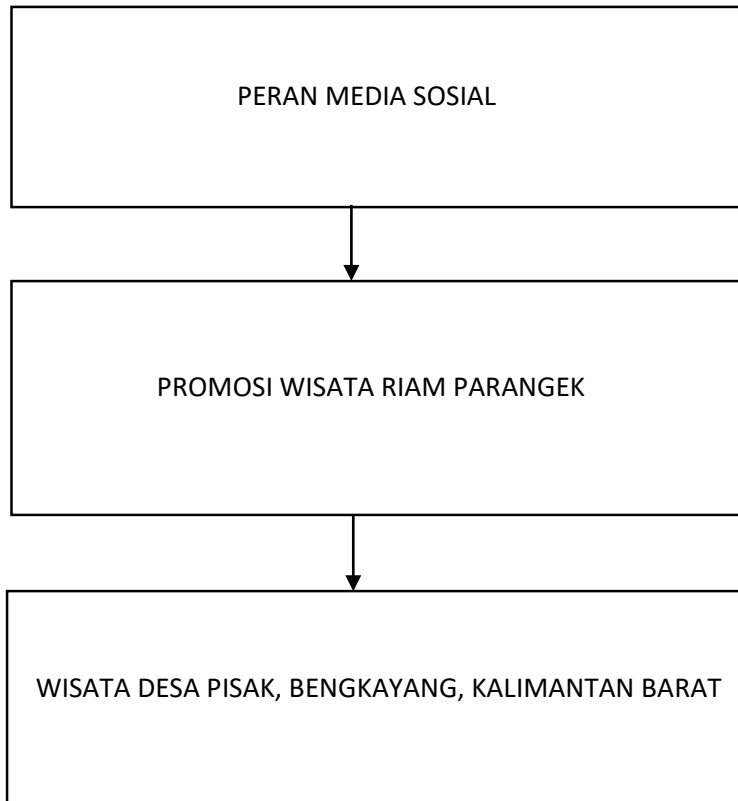 PERAN MEDIA SOSIAL
PROMOSI WISATA RIAM PARANGEK
WISATA DESA PISAK, BENGKAYANG, KALIMANTAN BARAT